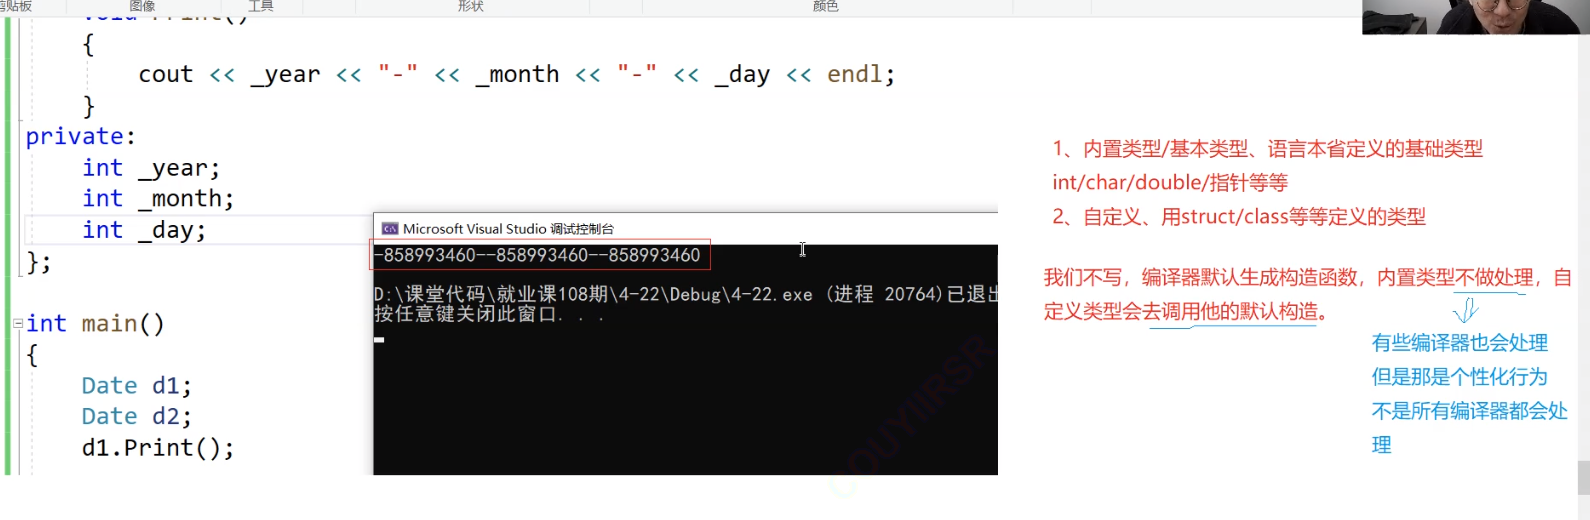 剪贴板
图像
工具
形状
颜色
void Print()
{
cout << _year << "-" << _month << "-" << _day << endl;
}
private:
int _year;
int _month;
int _day;
};
int main()
{
Date d1;
Date d2;
d1.Print();
Microsoft Visual Studio 调试控制台
-858993460--858993460--858993460
D:\课堂代码\就业课108期\4-22\Debug\4-22.exe (进程 20764)已退出
按任意键关闭此窗口. . .
1、内置类型/基本类型、语言本省定义的基础类型
int/char/double/指针等等
2、自定义、用struct/class等等定义的类型
我们不写，编译器默认生成构造函数，内置类型不做处理，自
定义类型会去调用他的默认构造。
有些编译器也会处理
但是那是个性化行为
不是所有编译器都会处
理